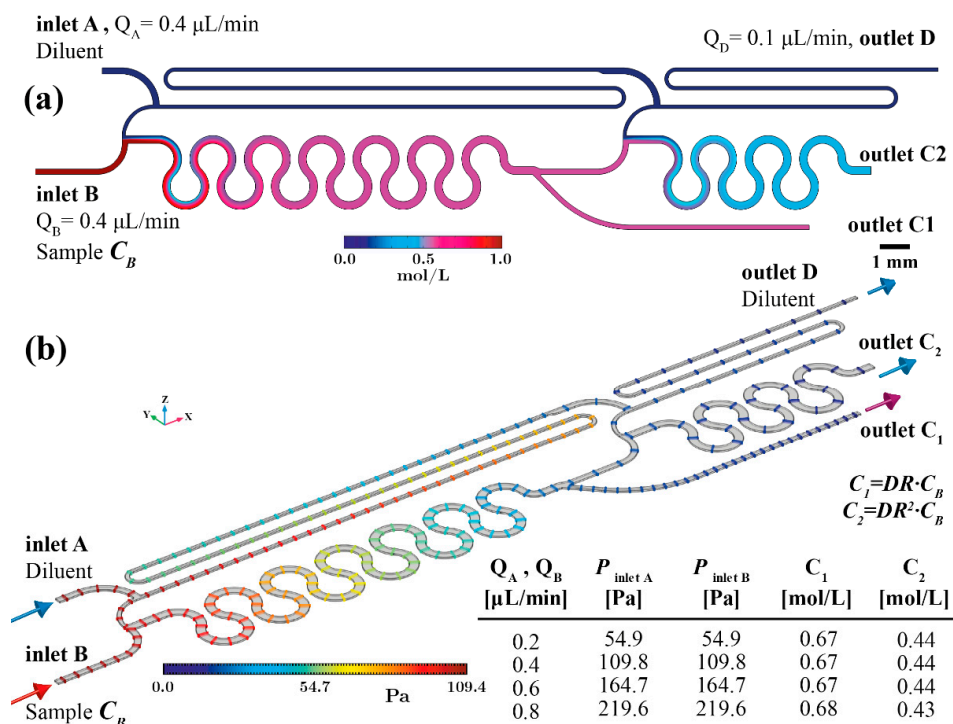 inlet A , Q_A= 0.4 µL/min
Diluent
Q_D= 0.1 µL/min, outlet D
(a)
outlet C2
inlet B
Q_B= 0.4 µL/min
Sample C_B
0.0 0.5 1.0
mol/L
outlet C1
1 mm
outlet D
Dilutent
(b)
outlet C₂
Z
Y
X
outlet C₁
C₁=DR·C_B
C₂=DR²·C_B
inlet A
Diluent
inlet B
Sample C_B
0.0 54.7 Pa 109.4
Q_A , Q_B P inlet A P inlet B C₁ C₂
[µL/min] [Pa] [Pa] [mol/L] [mol/L]
0.2 54.9 54.9 0.67 0.44
0.4 109.8 109.8 0.67 0.44
0.6 164.7 164.7 0.67 0.44
0.8 219.6 219.6 0.68 0.43